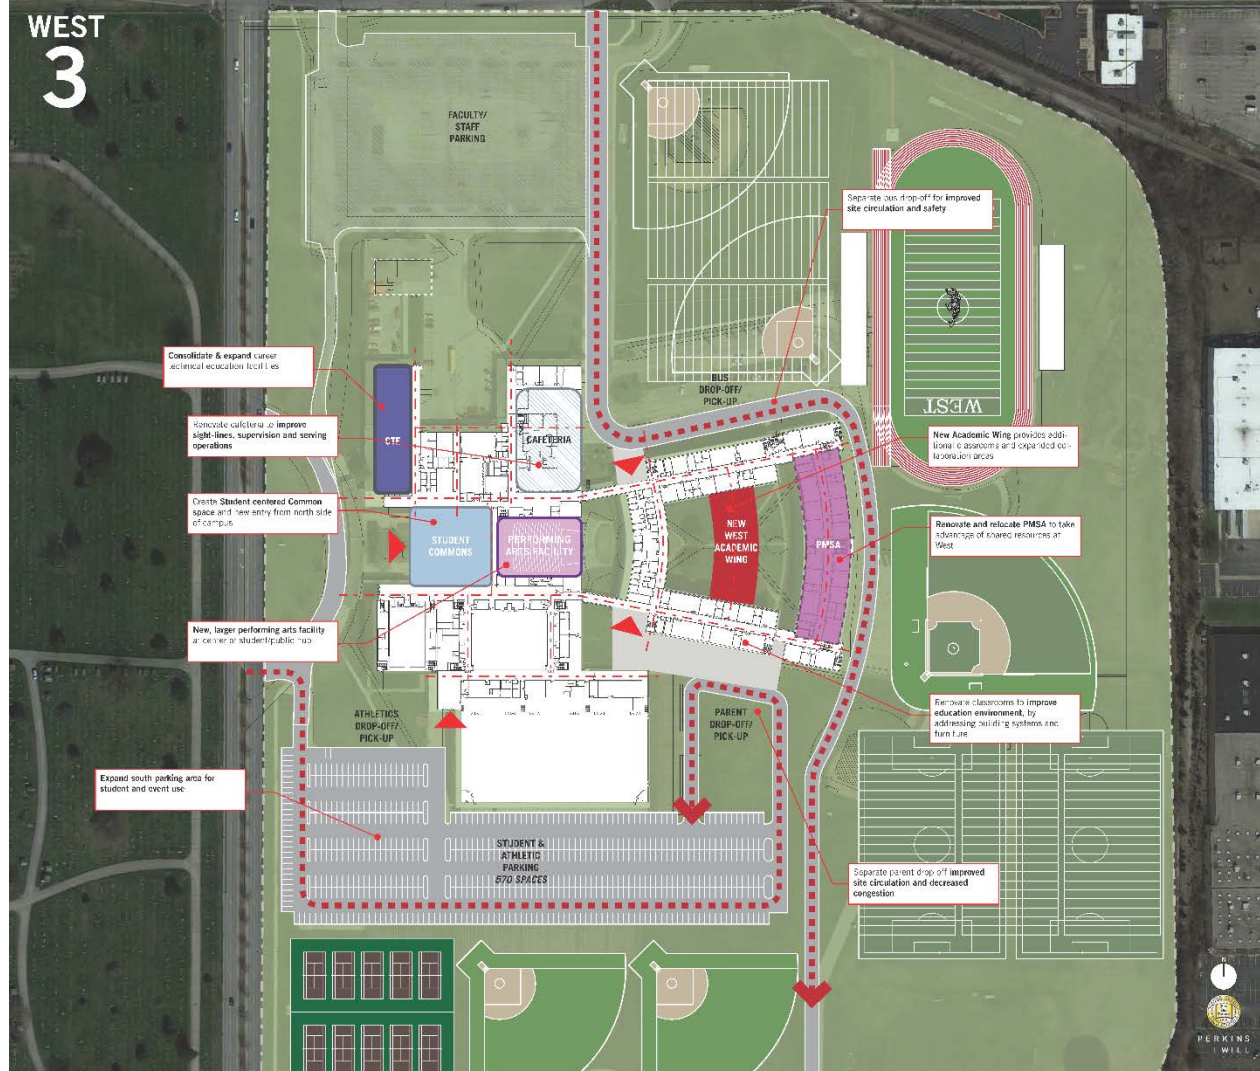 WEST
3
FACULTY/
STAFF
PARKING
Separate bus drop-off for improved
site circulation and safety
Consolidate & expand career
technical education facilities
BUS
DROP-OFF/
PICK-UP
WEST
Renovate cafeteria to improve
sight-lines, supervision and serving
operations
CTE
CAFETERIA
New Academic Wing provides addi-
tional classrooms and expanded col-
laboration areas
Create Student centered Common
space and new entry from north side
of campus
STUDENT
COMMONS
PERFORMING
ARTS FACILITY
NEW
WEST
ACADEMIC
WING
PMSA
Renovate and relocate PMSA to take
advantage of shared resources at
West
New, larger performing arts facility
at center of student/public hub
ATHLETICS
DROP-OFF/
PICK-UP
PARENT
DROP-OFF/
PICK-UP
Renovate classrooms to improve
education environment, by
addressing building systems and
furniture
Expand south parking area for
student and event use
STUDENT &
ATHLETIC
PARKING
570 SPACES
Separate parent drop off improved
site circulation and decreased
congestion
N
PERKINS
+ WILL